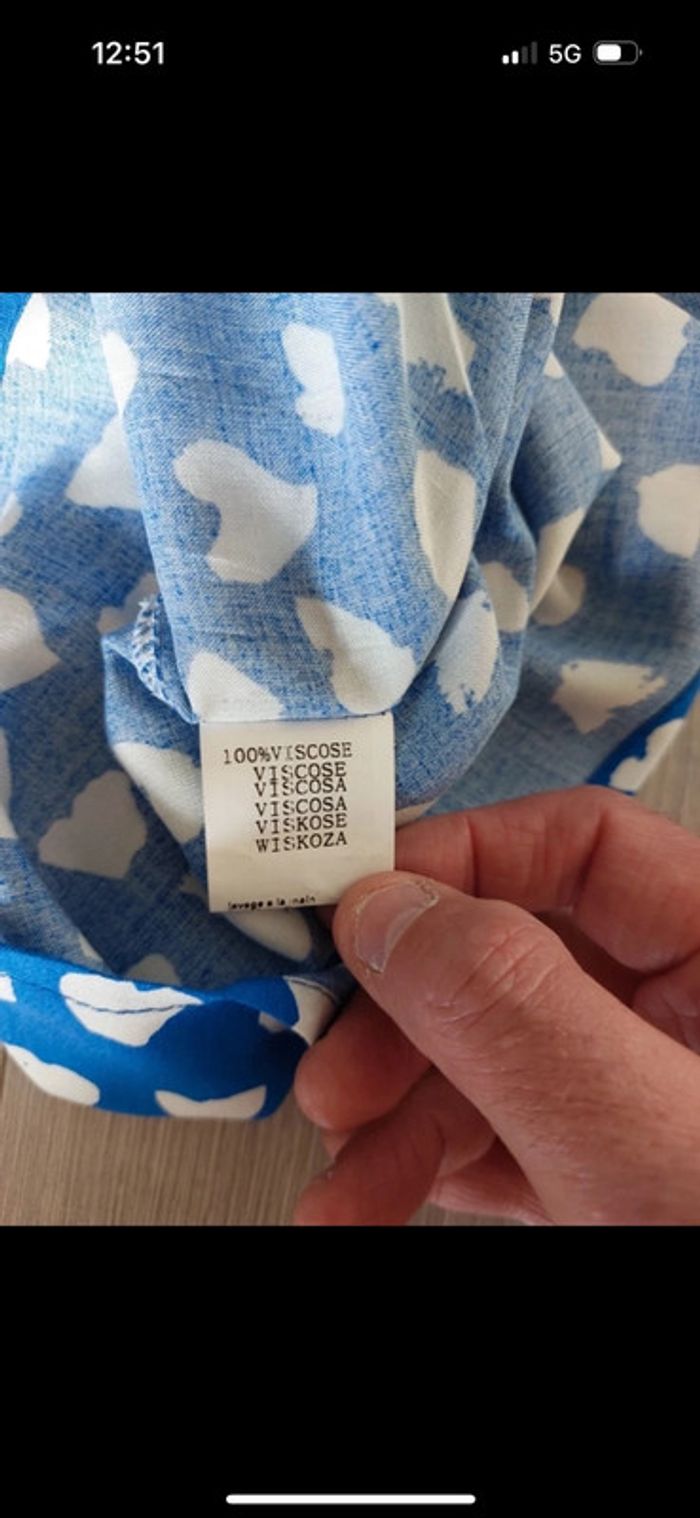 12:51
5G
100%VISCOSE
VISCOSE
VISCOSA
VISCOSA
VISKOSE
WISKOZA
lavage a la main